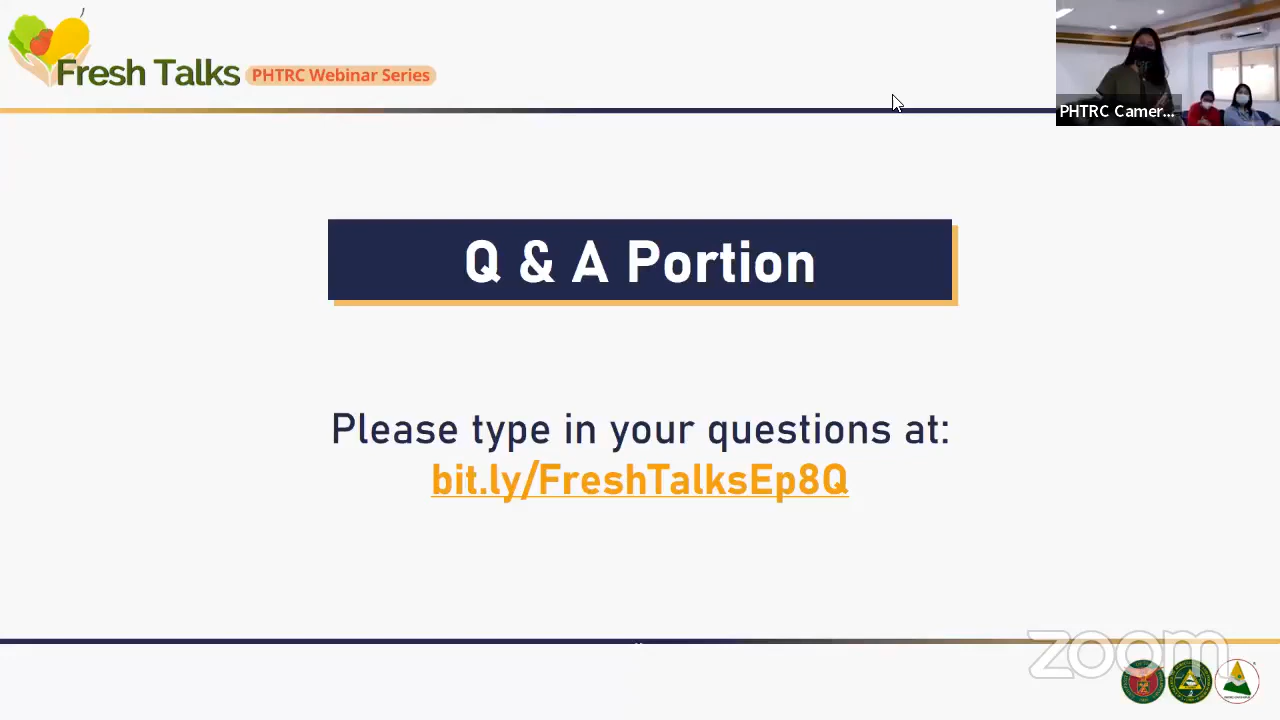 Fresh Talks PHTRC Webinar Series
PHTRC Camer...
Q & A Portion
Please type in your questions at:
bit.ly/FreshTalksEp8Q
zoom